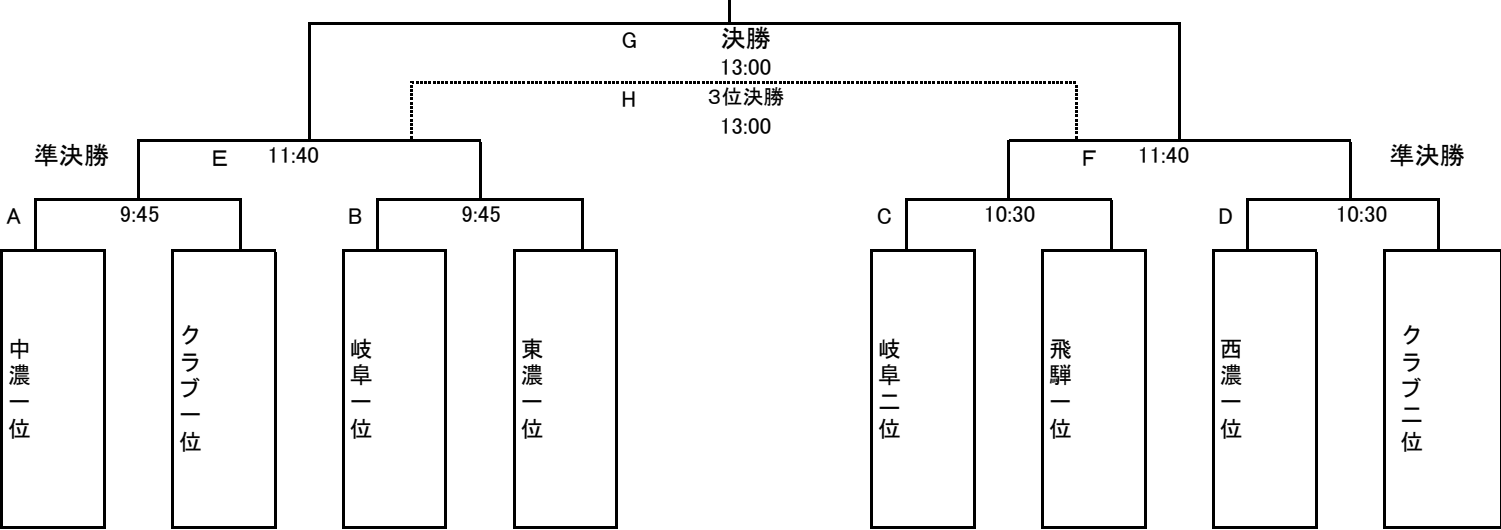 G 決勝
13:00
H 3位決勝
13:00
準決勝 E 11:40 F 11:40 準決勝
A 9:45 B 9:45 C 10:30 D 10:30
中濃一位
クラブ一位
岐阜一位
東濃一位
岐阜二位
飛騨一位
西濃一位
クラブ二位